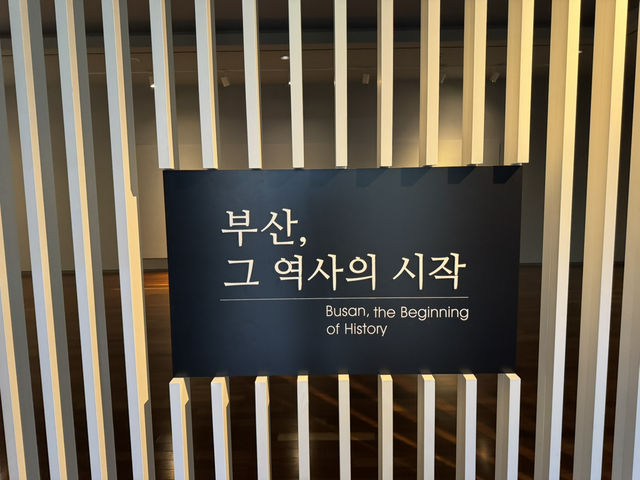 부산,
그 역사의 시작
Busan, the Beginning
of History